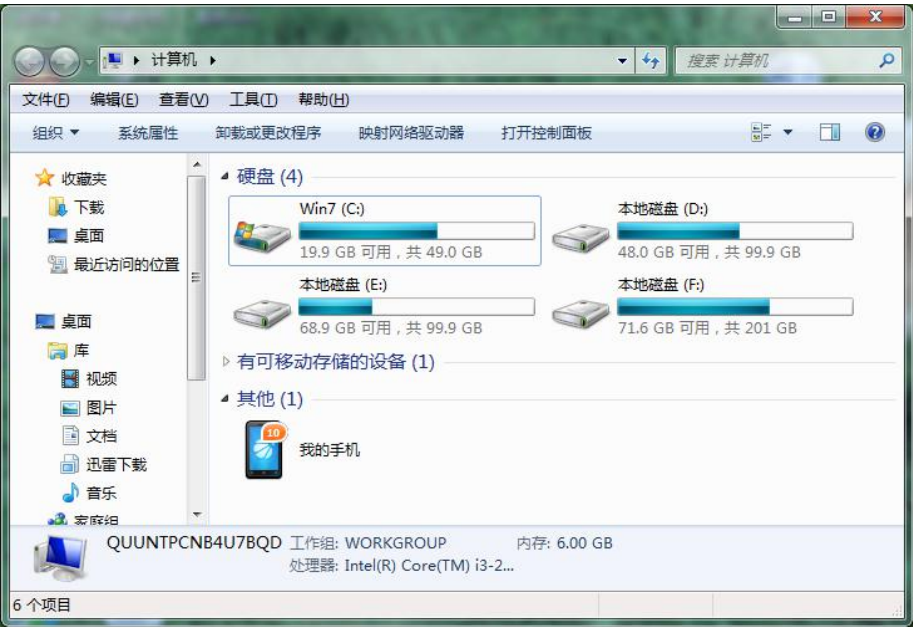 计算机
搜索 计算机
文件(F) 编辑(E) 查看(V) 工具(T) 帮助(H)
组织 系统属性 卸载或更改程序 映射网络驱动器 打开控制面板
收藏夹
下载
桌面
最近访问的位置
桌面
库
视频
图片
文档
迅雷下载
音乐
家庭组
硬盘 (4)
Win7 (C:)
19.9 GB 可用，共 49.0 GB
本地磁盘 (D:)
48.0 GB 可用，共 99.9 GB
本地磁盘 (E:)
68.9 GB 可用，共 99.9 GB
本地磁盘 (F:)
71.6 GB 可用，共 201 GB
有可移动存储的设备 (1)
其他 (1)
10
我的手机
QUUNTPCNB4U7BQD 工作组: WORKGROUP 内存: 6.00 GB
处理器: Intel(R) Core(TM) i3-2...
6 个项目